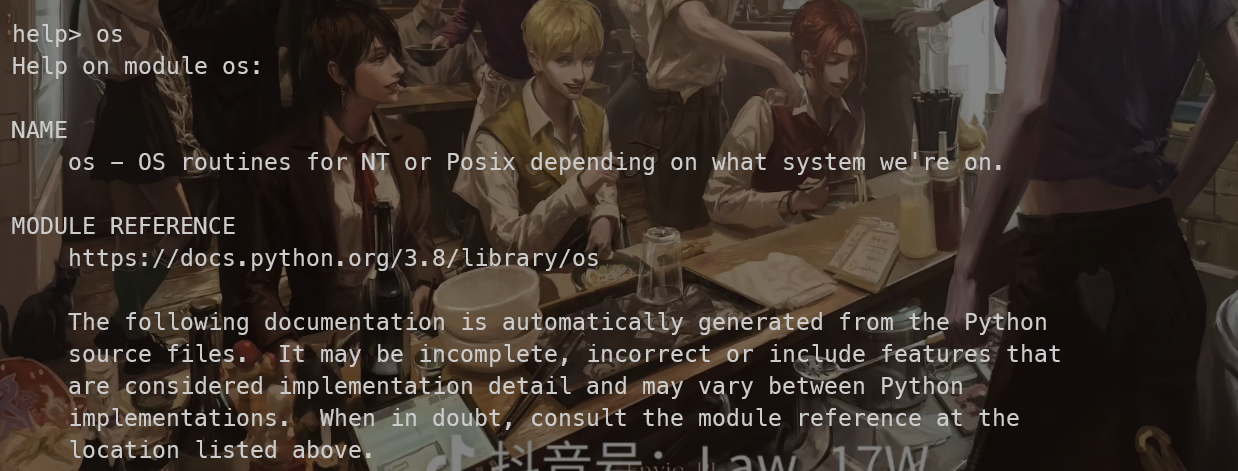 help> os
Help on module os:
NAME
    os - OS routines for NT or Posix depending on what system we're on.
MODULE REFERENCE
    https://docs.python.org/3.8/library/os
    The following documentation is automatically generated from the Python
    source files.  It may be incomplete, incorrect or include features that
    are considered implementation detail and may vary between Python
    implementations.  When in doubt, consult the module reference at the
    location listed above.
抖音号: Law_17W